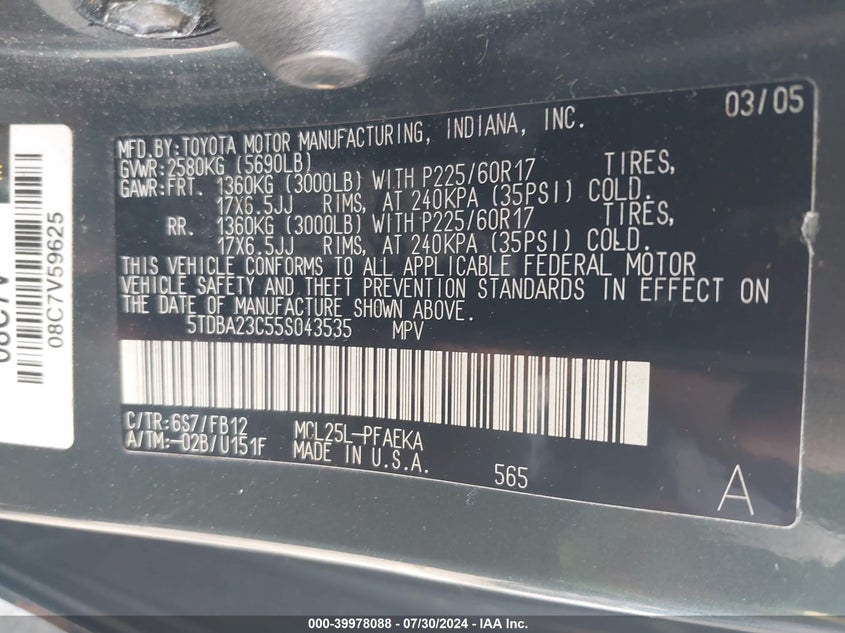 03/05
MFD.BY:TOYOTA MOTOR MANUFACTURING, INDIANA, INC.
GVWR:2580KG (5690LB)
GAWR:FRT. 1360KG (3000LB) WITH P225/60R17 TIRES,
17X6.5JJ RIMS, AT 240KPA (35PSI) COLD.
RR. 1360KG (3000LB) WITH P225/60R17 TIRES,
17X6.5JJ RIMS, AT 240KPA (35PSI) COLD.
THIS VEHICLE CONFORMS TO ALL APPLICABLE FEDERAL MOTOR
VEHICLE SAFETY AND THEFT PREVENTION STANDARDS IN EFFECT ON
THE DATE OF MANUFACTURE SHOWN ABOVE.
5TDBA23C55S043535 MPV
C/TR:6S7/FB12 MCL25L-PFAEKA
A/TM:-02B/U151F MADE IN U.S.A.
565
A
08C7V59625
08C7V
000-39978088 / 07/30/2024 - IAA Inc.